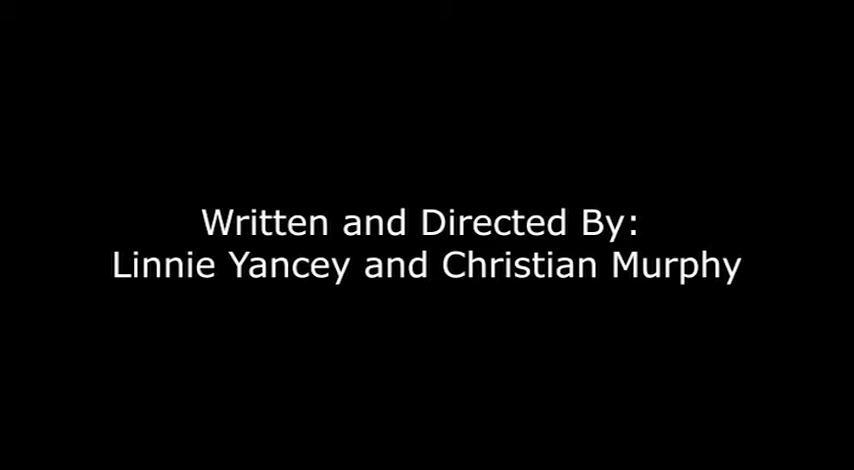 Written and Directed By:
Linnie Yancey and Christian Murphy